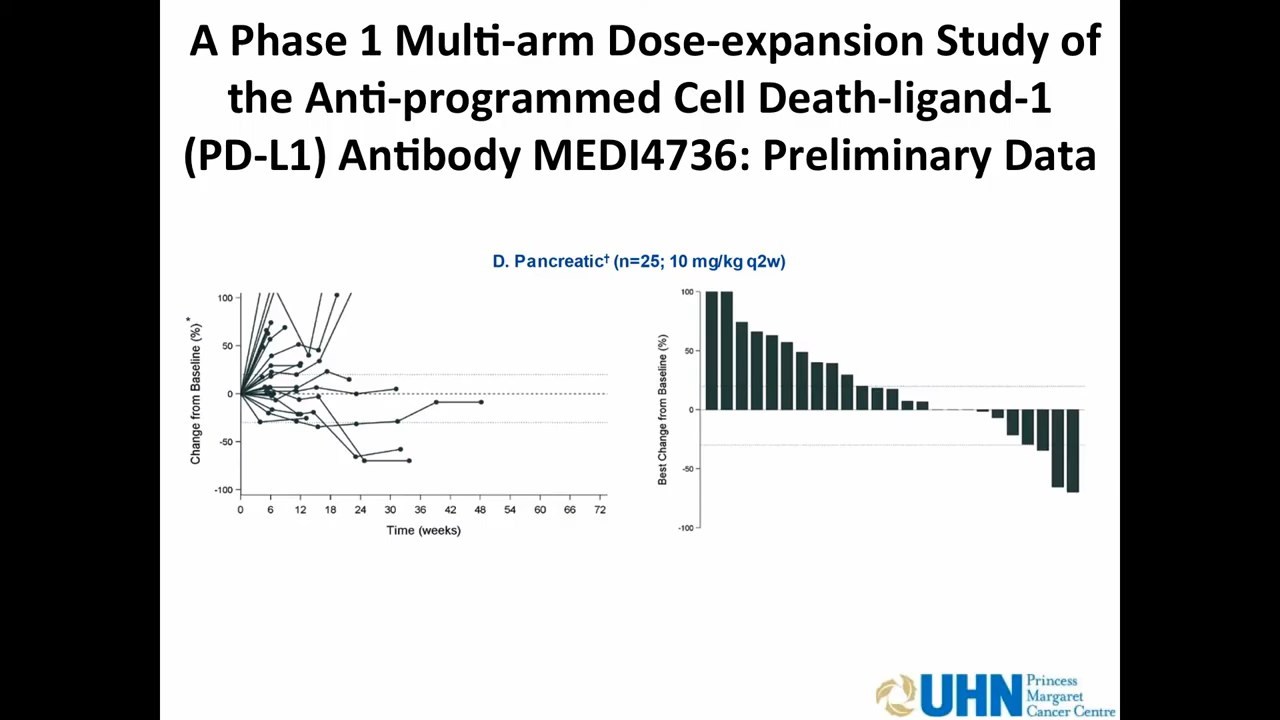 A Phase 1 Multi-arm Dose-expansion Study of
the Anti-programmed Cell Death-ligand-1
(PD-L1) Antibody MEDI4736: Preliminary Data
D. Pancreatic† (n=25; 10 mg/kg q2w)
Change from Baseline (%)*
100
50
0
-50
-100
0 6 12 18 24 30 36 42 48 54 60 66 72
Time (weeks)
Best Change from Baseline (%)
100
50
0
-50
-100
UHN
Princess
Margaret
Cancer Centre